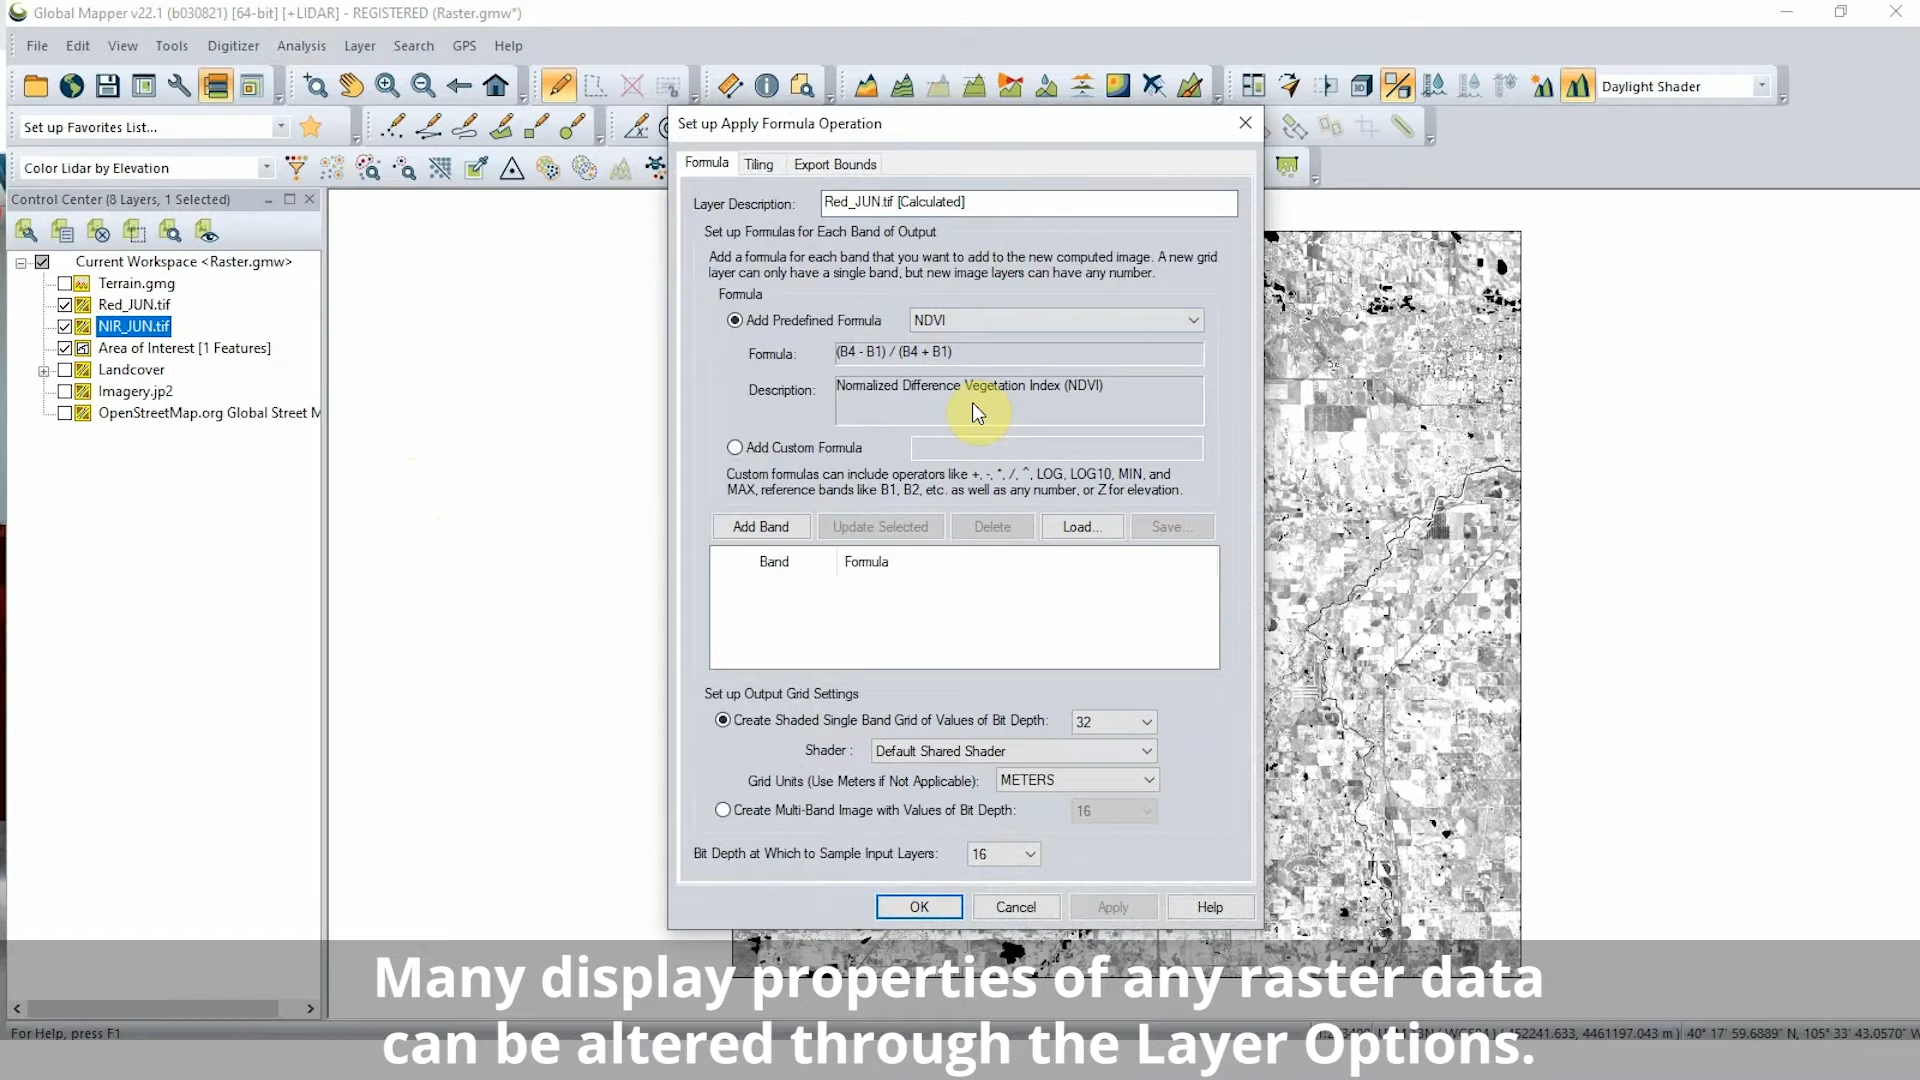 Global Mapper v22.1 (b030821) [64-bit] [+LIDAR] - REGISTERED (Raster.gmw*)
File Edit View Tools Digitizer Analysis Layer Search GPS Help
Daylight Shader
Set up Favorites List...
Color Lidar by Elevation
Control Center (8 Layers, 1 Selected)
Current Workspace <Raster.gmw>
Terrain.gmg
Red_JUN.tif
NIR_JUN.tif
Area of Interest [1 Features]
Landcover
Imagery.jp2
OpenStreetMap.org Global Street M
Set up Apply Formula Operation
Formula Tiling Export Bounds
Layer Description: Red_JUN.tif [Calculated]
Set up Formulas for Each Band of Output
Add a formula for each band that you want to add to the new computed image. A new grid
layer can only have a single band, but new image layers can have any number.
Formula
Add Predefined Formula NDVI
Formula: (B4 - B1) / (B4 + B1)
Description: Normalized Difference Vegetation Index (NDVI)
Add Custom Formula
Custom formulas can include operators like +, -, *, /, ^, LOG, LOG10, MIN, and
MAX, reference bands like B1, B2, etc. as well as any number, or Z for elevation.
Add Band Update Selected Delete Load... Save...
Band Formula
Set up Output Grid Settings
Create Shaded Single Band Grid of Values of Bit Depth: 32
Shader : Default Shared Shader
Grid Units (Use Meters if Not Applicable): METERS
Create Multi-Band Image with Values of Bit Depth: 16
Bit Depth at Which to Sample Input Layers: 16
OK Cancel Apply Help
Many display properties of any raster data
can be altered through the Layer Options.
For Help, press F1
452241.633, 4461197.043 m ) 40° 17' 59.6889" N, 105° 33' 43.0570" W